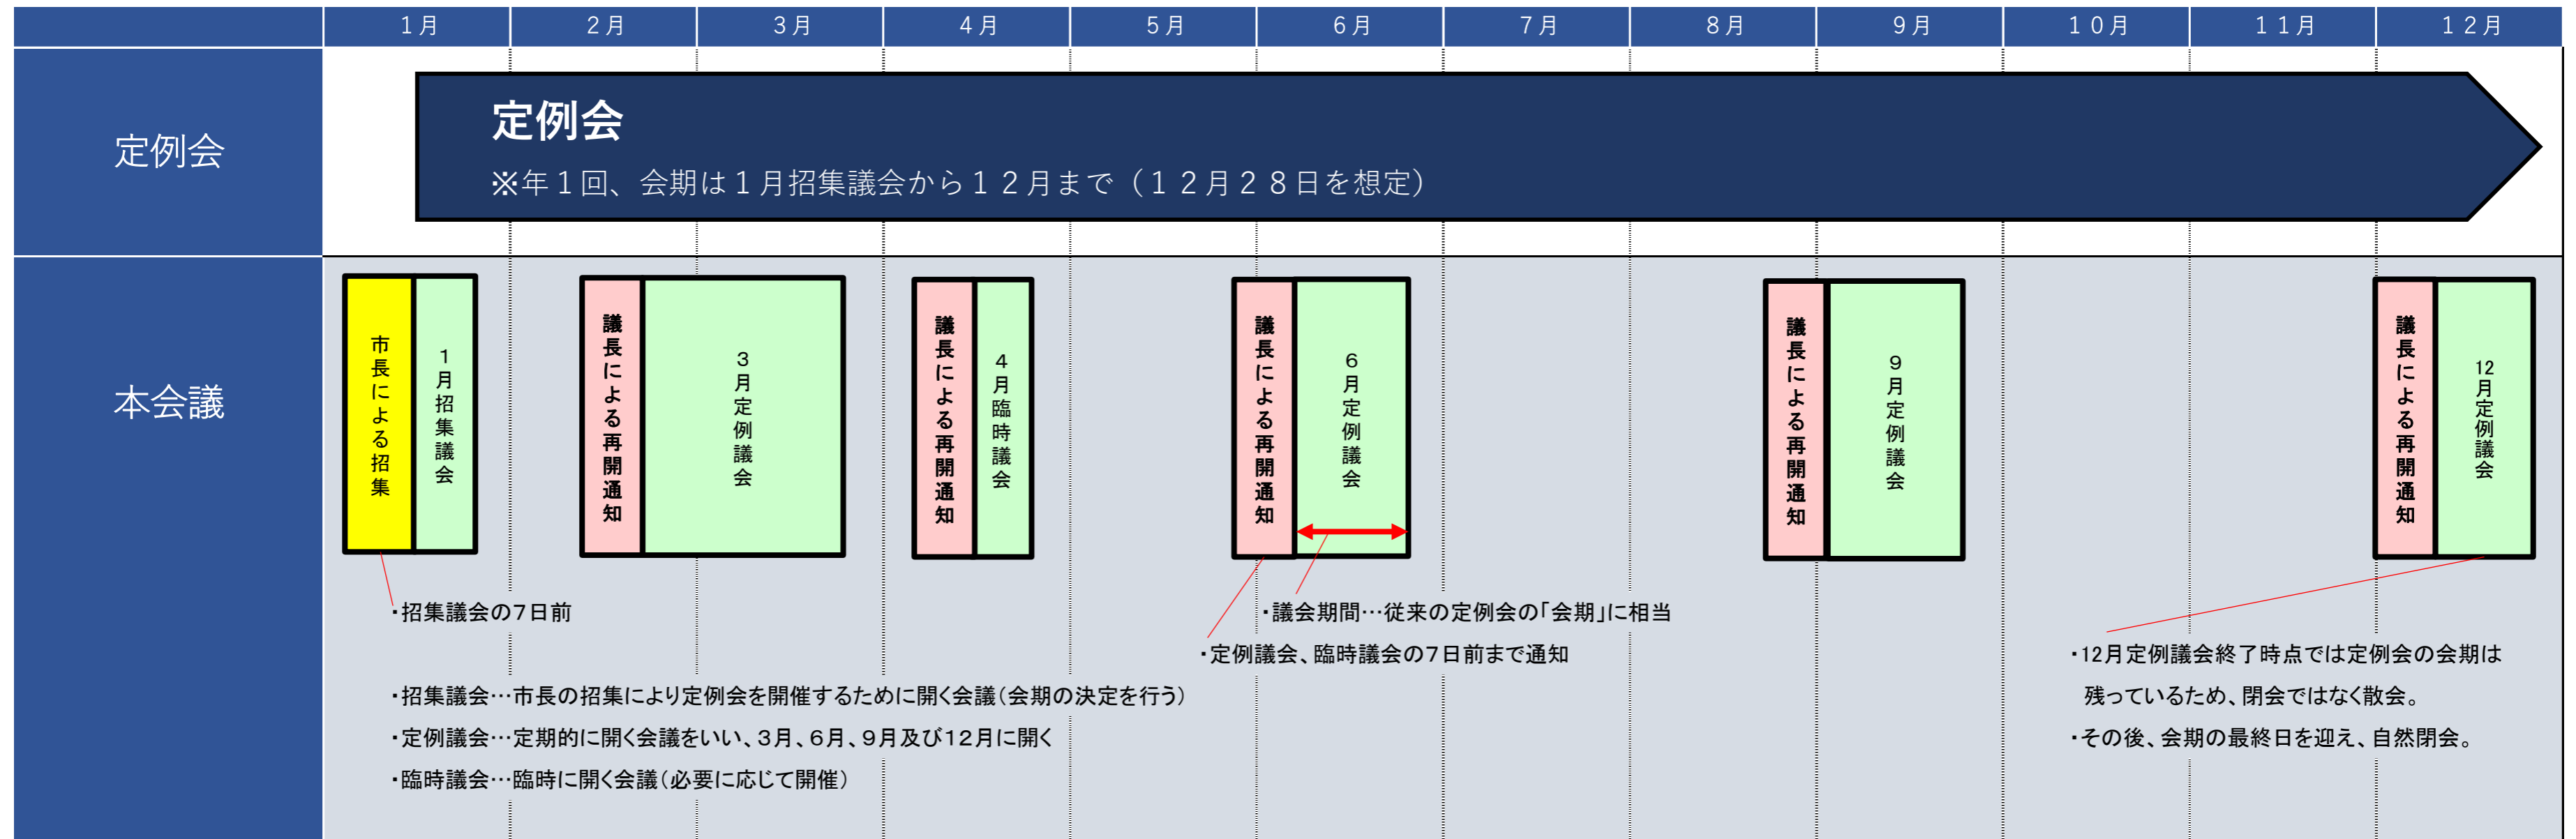 １月
２月
３月
４月
５月
６月
７月
８月
９月
１０月
１１月
１２月
定例会
定例会
※年１回、会期は１月招集議会から１２月まで（１２月２８日を想定）
本会議
市長による招集
1月招集議会
議長による再開通知
3月定例議会
議長による再開通知
4月臨時議会
議長による再開通知
6月定例議会
議長による再開通知
9月定例議会
議長による再開通知
12月定例議会
・招集議会の７日前
・議会期間…従来の定例会の「会期」に相当
・定例議会、臨時議会の７日前まで通知
・招集議会…市長の招集により定例会を開催するために開く会議（会期の決定を行う）
・定例議会…定期的に開く会議をいい、３月、６月、９月及び１２月に開く
・臨時議会…臨時に開く会議（必要に応じて開催）
・12月定例議会終了時点では定例会の会期は
残っているため、閉会ではなく散会。
・その後、会期の最終日を迎え、自然閉会。